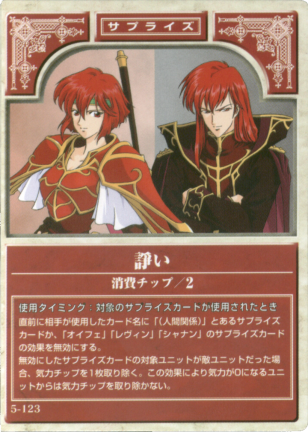 サプライズ
諍い
消費チップ／2
使用タイミング：対象のサプライズカードが使用されたとき
直前に相手が使用したカード名に「(人間関係)」とあるサプライズ
カードか、「オイフェ」「レヴィン」「シャナン」のサプライズカード
の効果を無効にする。
無効にしたサプライズカードの対象ユニットが敵ユニットだった場
合、気力チップを1枚取り除く、この効果により気力が0になるユニ
ットからは気力チップを取り除かない。
5-123